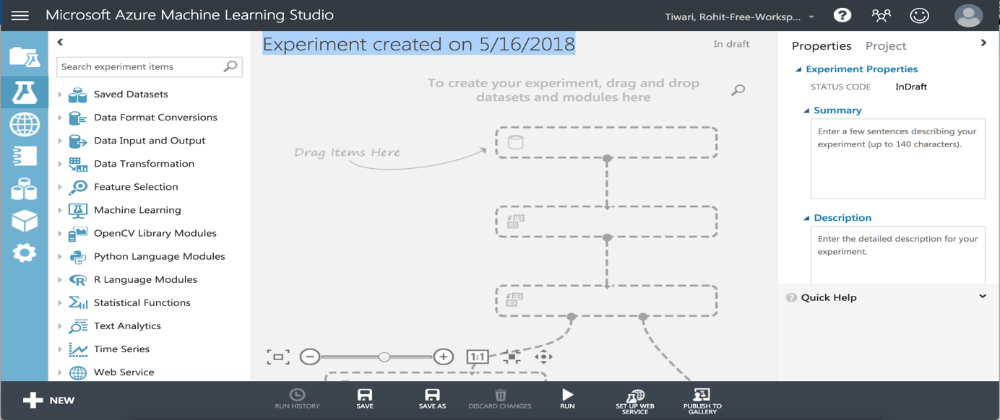 Microsoft Azure Machine Learning Studio
Tiwari, Rohit-Free-Worksp...
?
Experiment created on 5/16/2018
In draft
Search experiment items
Saved Datasets
Data Format Conversions
Data Input and Output
Data Transformation
Feature Selection
Machine Learning
OpenCV Library Modules
Python Language Modules
R Language Modules
Statistical Functions
Text Analytics
Time Series
Web Service
To create your experiment, drag and drop
datasets and modules here
Drag Items Here
1:1
Properties Project
Experiment Properties
STATUS CODE InDraft
Summary
Enter a few sentences describing your
experiment (up to 140 characters).
Description
Enter the detailed description for your
experiment.
? Quick Help
NEW
RUN HISTORY
SAVE
SAVE AS
DISCARD CHANGES
RUN
SET UP WEB
SERVICE
PUBLISH TO
GALLERY